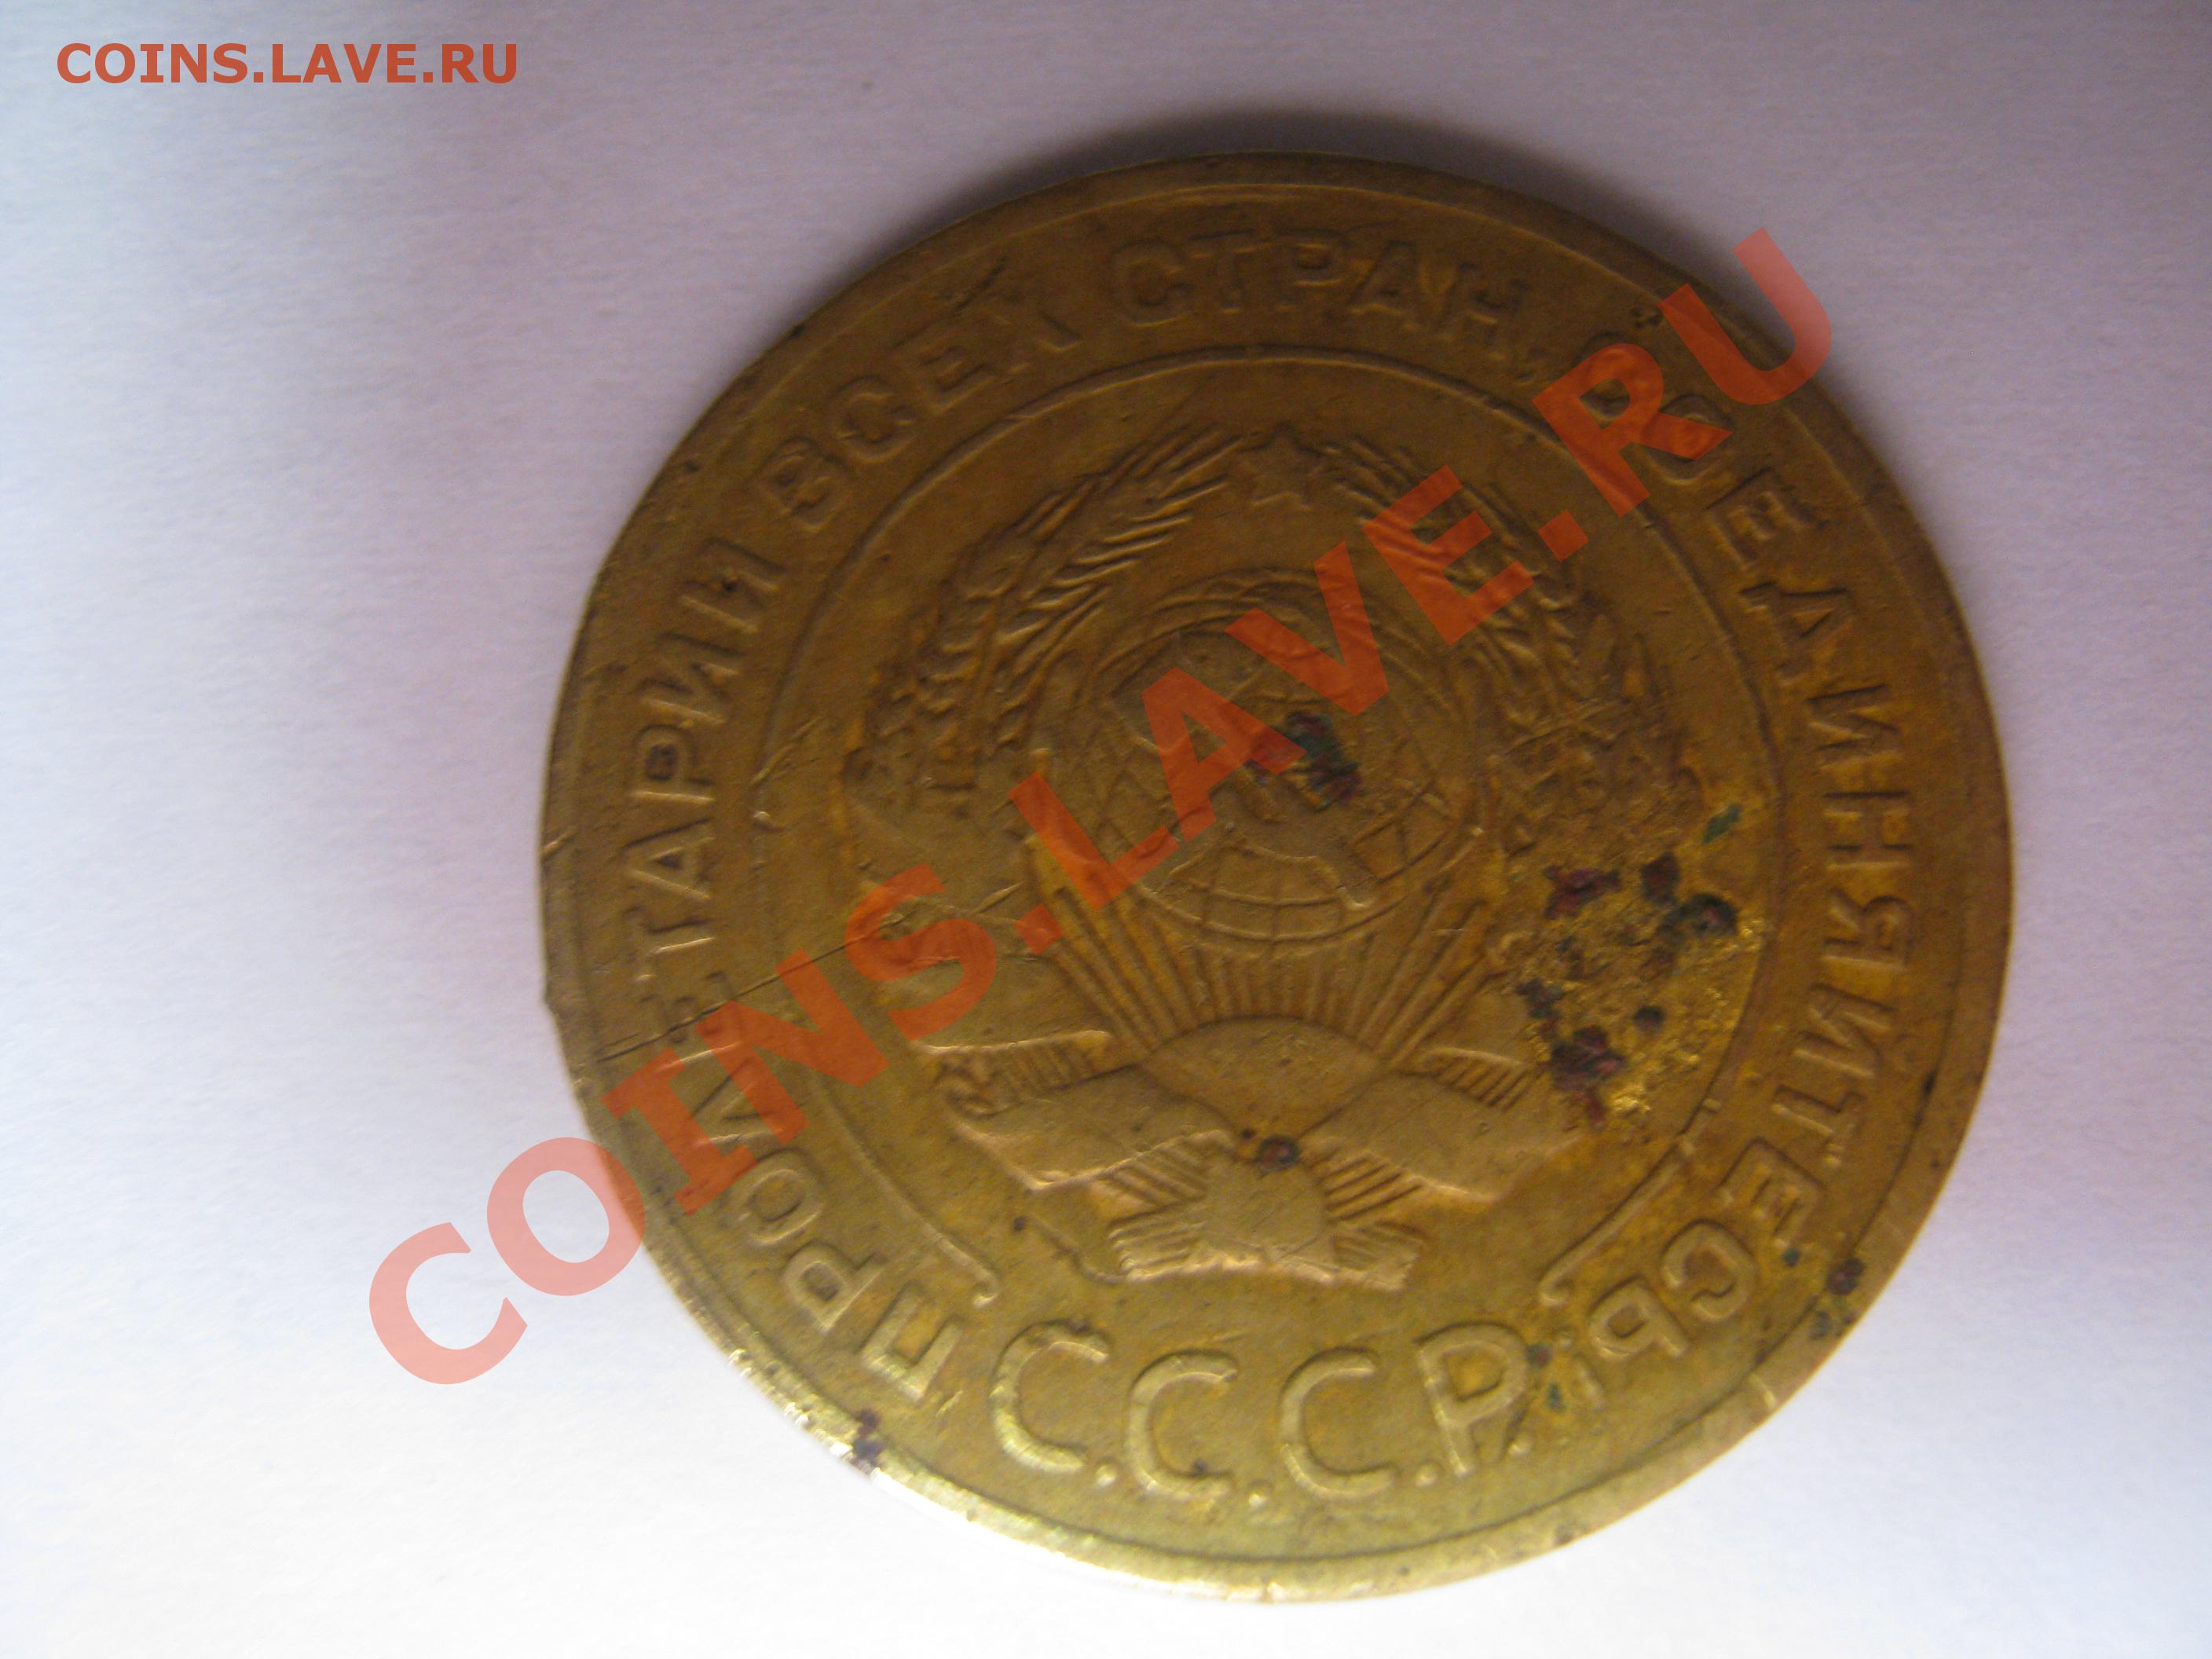 COINS.LAVE.RU
ПРОЛЕТАРИИ ВСЕХ СТРАН, СОЕДИНЯЙТЕСЬ!
С.С.С.Р.
COINS.LAVE.RU